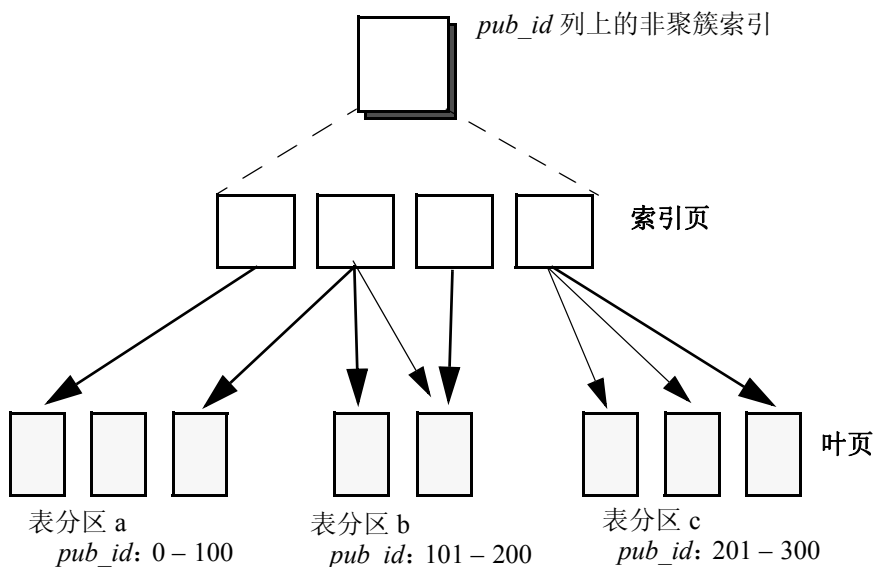 pub_id 列上的非聚簇索引
索引页
叶页
表分区 a
pub_id: 0 – 100
表分区 b
pub_id: 101 – 200
表分区 c
pub_id: 201 – 300